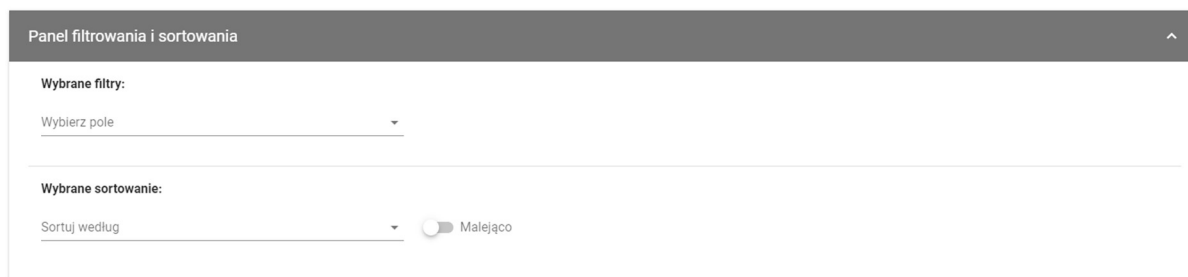 Panel filtrowania i sortowania
Wybrane filtry:
Wybierz pole
Wybrane sortowanie:
Sortuj według Malejąco